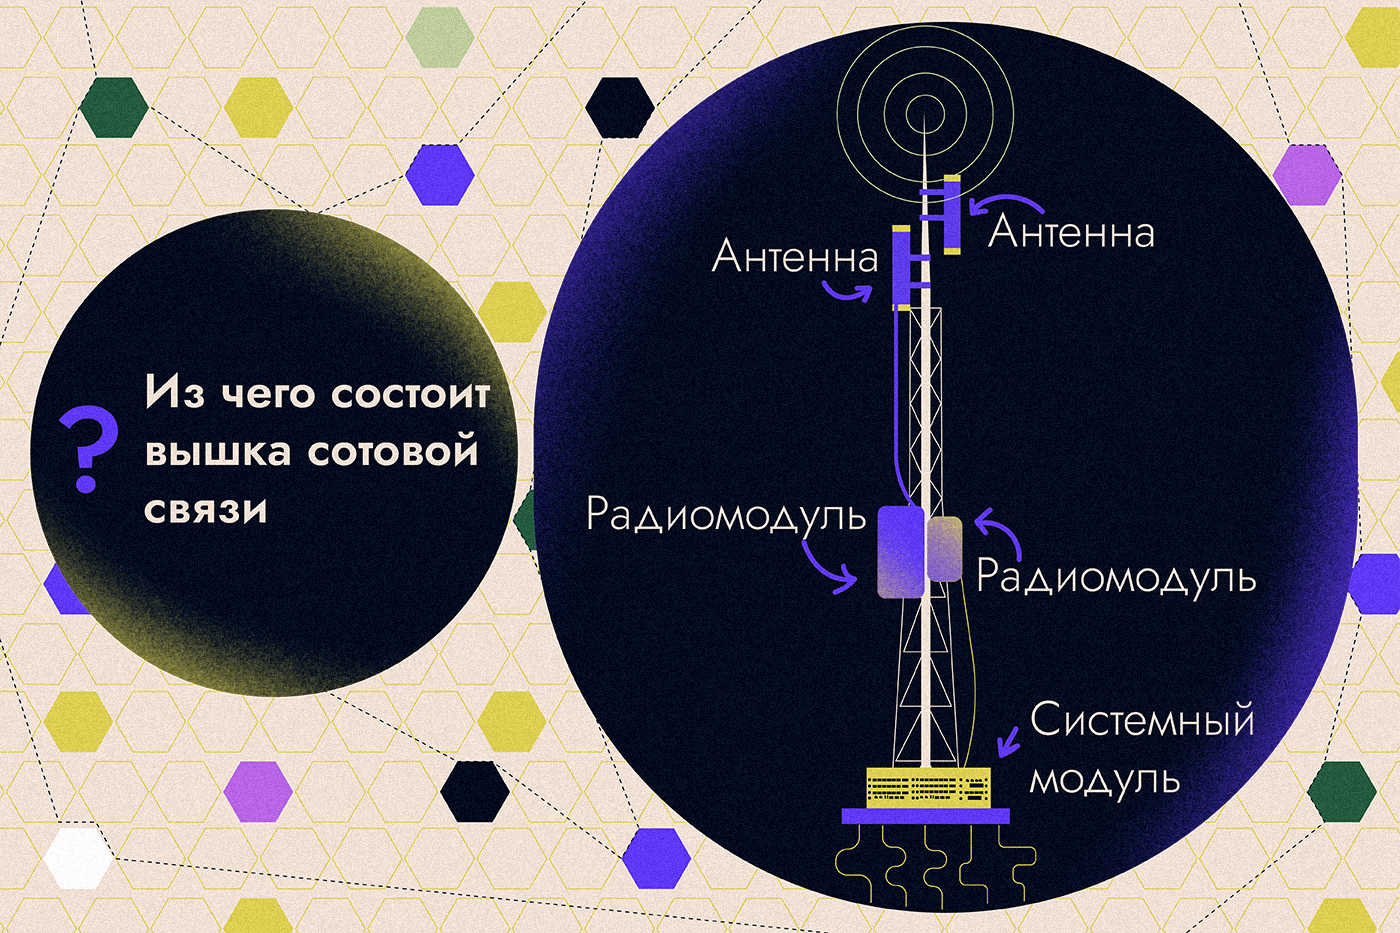 ?
Из чего состоит
вышка сотовой
связи
Антенна
Антенна
Радиомодуль
Радиомодуль
Системный
модуль